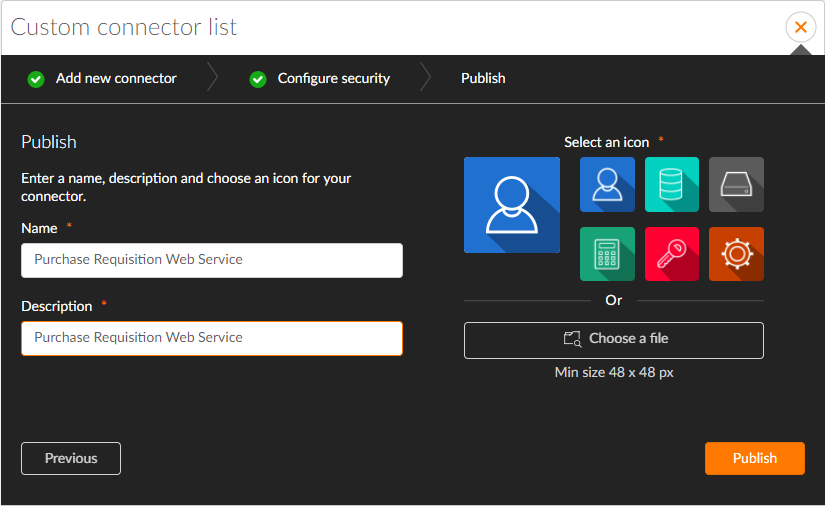 Custom connector list
Add new connector
Configure security
Publish
Publish
Enter a name, description and choose an icon for your
connector.
Name *
Purchase Requisition Web Service
Description *
Purchase Requisition Web Service
Select an icon *
Or
Choose a file
Min size 48 x 48 px
Previous
Publish